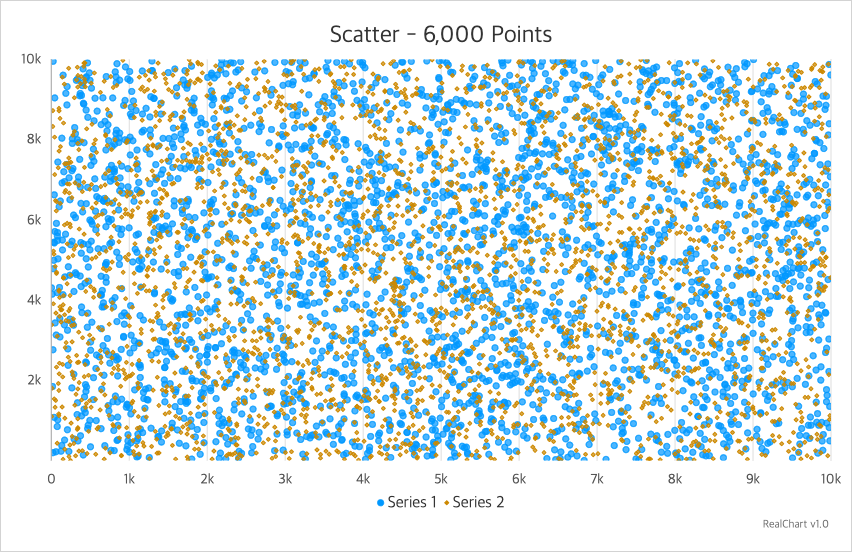 Scatter - 6,000 Points
10k
8k
6k
4k
2k
0 1k 2k 3k 4k 5k 6k 7k 8k 9k 10k
Series 1 Series 2
RealChart v1.0